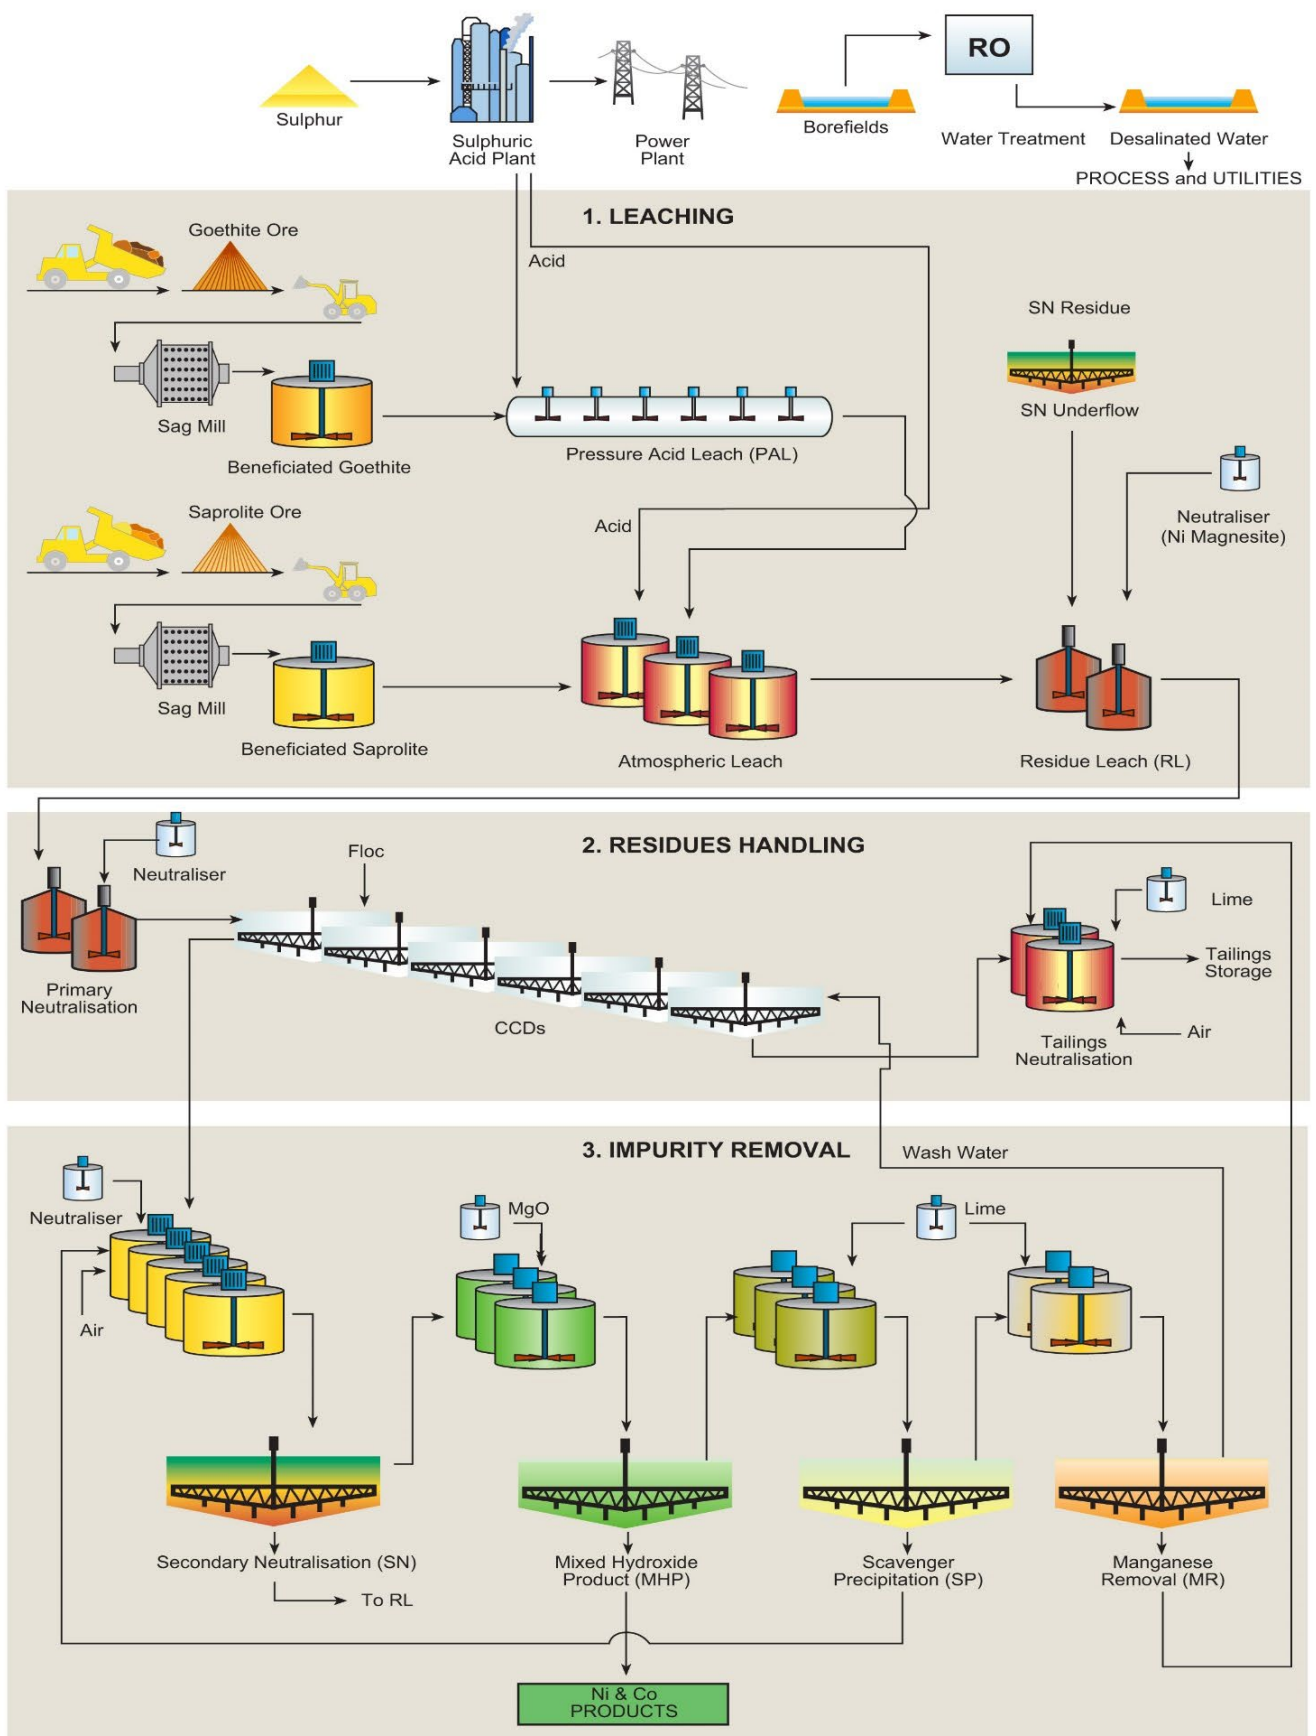 RO
Sulphur
Sulphuric
Acid Plant
Power
Plant
Borefields
Water Treatment
Desalinated Water
PROCESS and UTILITIES
1. LEACHING
Goethite Ore
Acid
SN Residue
Sag Mill
Beneficiated Goethite
Pressure Acid Leach (PAL)
SN Underflow
Saprolite Ore
Acid
Neutraliser
(Ni Magnesite)
Sag Mill
Beneficiated Saprolite
Atmospheric Leach
Residue Leach (RL)
2. RESIDUES HANDLING
Floc
Neutraliser
Lime
Primary
Neutralisation
CCDs
Tailings
Storage
Air
Tailings
Neutralisation
3. IMPURITY REMOVAL
Wash Water
Neutraliser
MgO
Lime
Air
Secondary Neutralisation (SN)
To RL
Mixed Hydroxide
Product (MHP)
Scavenger
Precipitation (SP)
Manganese
Removal (MR)
Ni & Co
PRODUCTS